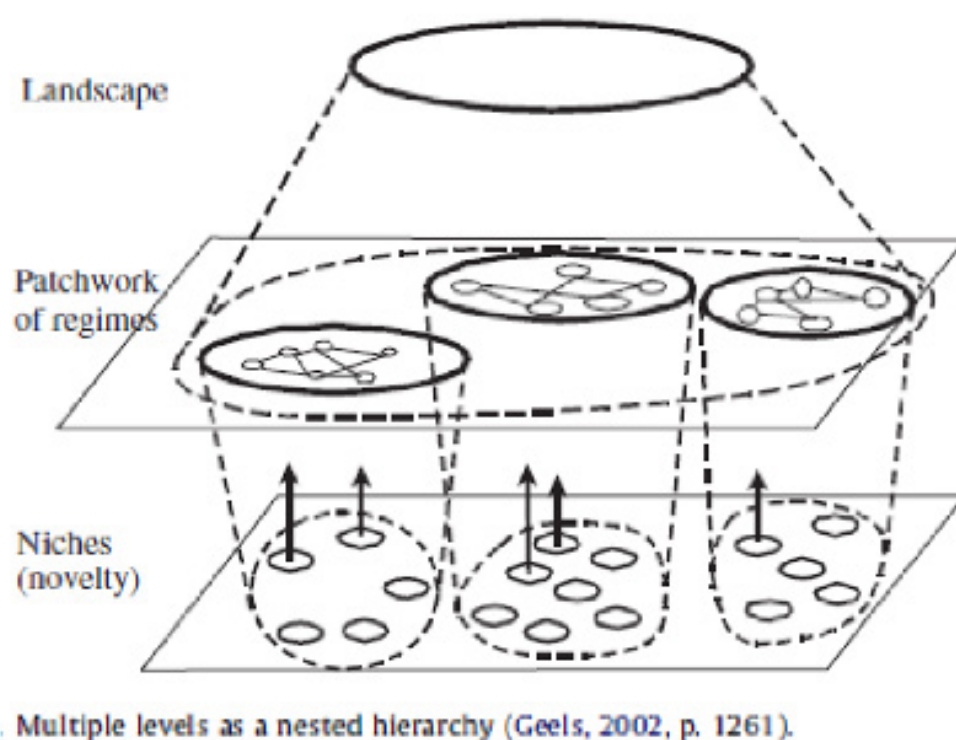 Landscape
Patchwork
of regimes
Niches
(novelty)
. Multiple levels as a nested hierarchy (Geels, 2002, p. 1261).